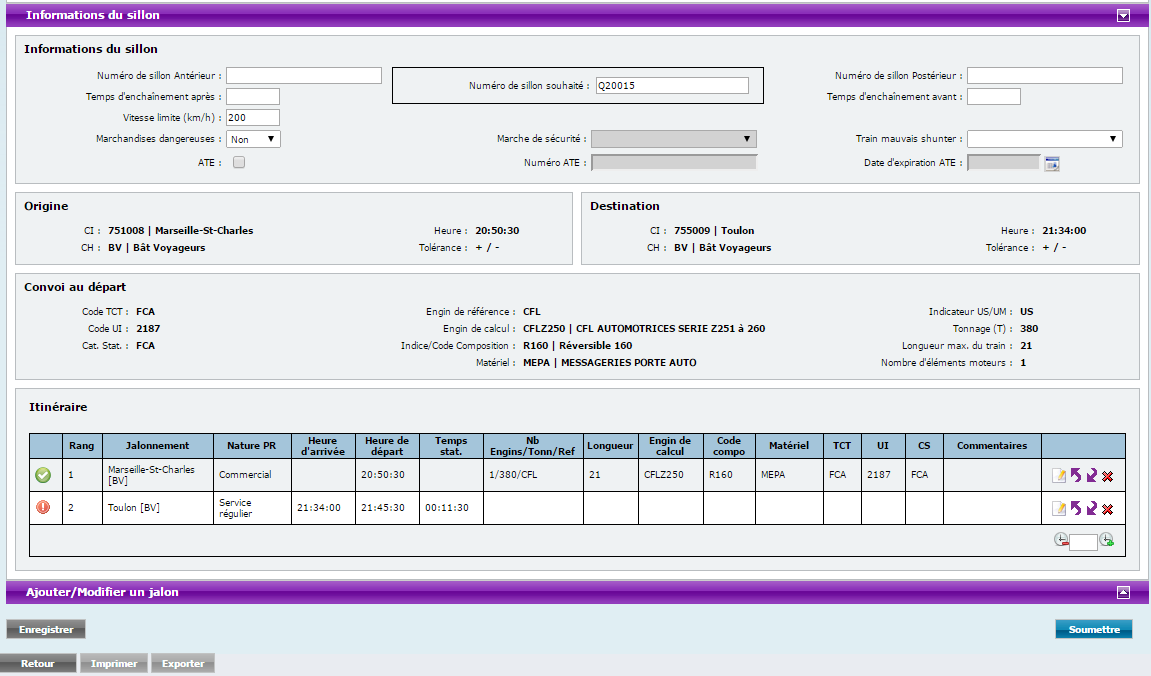 Informations du sillon
Informations du sillon
Numéro de sillon Antérieur :
Numéro de sillon souhaité : Q20015
Numéro de sillon Postérieur :
Temps d'enchaînement après :
Temps d'enchaînement avant :
Vitesse limite (km/h) : 200
Marchandises dangereuses : Non
Marche de sécurité :
Train mauvais shunter :
ATE :
Numéro ATE :
Date d'expiration ATE :
Origine
CI : 751008 | Marseille-St-Charles
Heure : 20:50:30
CH : BV | Bât Voyageurs
Tolérance : + / -
Destination
CI : 755009 | Toulon
Heure : 21:34:00
CH : BV | Bât Voyageurs
Tolérance : + / -
Convoi au départ
Code TCT : FCA
Engin de référence : CFL
Indicateur US/UM : US
Code UI : 2187
Engin de calcul : CFLZ250 | CFL AUTOMOTRICES SERIE Z251 à 260
Tonnage (T) : 380
Cat. Stat. : FCA
Indice/Code Composition : R160 | Réversible 160
Longueur max. du train : 21
Matériel : MEPA | MESSAGERIES PORTE AUTO
Nombre d'éléments moteurs : 1
Itinéraire
Rang Jalonnement Nature PR Heure d'arrivée Heure de départ Temps stat. Nb Engins/Tonn/Ref Longueur Engin de calcul Code compo Matériel TCT UI CS Commentaires
1 Marseille-St-Charles [BV] Commercial 20:50:30 1/380/CFL 21 CFLZ250 R160 MEPA FCA 2187 FCA
2 Toulon [BV] Service régulier 21:34:00 21:45:30 00:11:30
Ajouter/Modifier un jalon
Enregistrer
Soumettre
Retour Imprimer Exporter